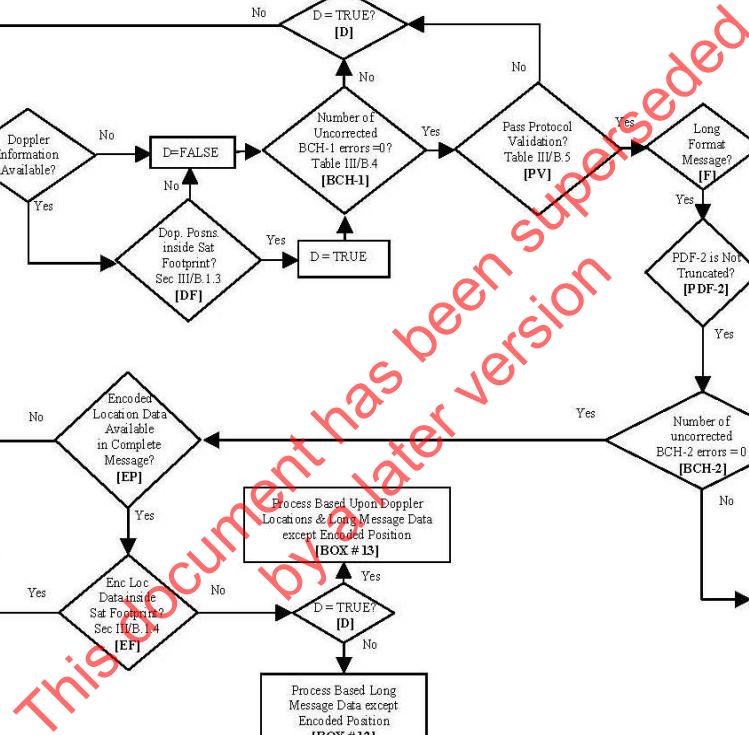 No
D = TRUE?
[D]
No
No
Doppler
Information
Available?
No
D=FALSE
Number of
Uncorrected
BCH-1 errors =0?
Table III/B.4
[BCH-1]
Yes
Pass Protocol
Validation?
Table III/B.5
[PV]
Yes
Long
Format
Message?
[F]
No
Yes
Yes
Dop. Posns.
inside Sat
Footprint?
Sec III/B.1.3
[DF]
Yes
D = TRUE
PDF-2 is Not
Truncated?
[PDF-2]
Yes
No
Encoded
Location Data
Available
in Complete
Message?
[EP]
Yes
Number of
uncorrected
BCH-2 errors = 0
[BCH-2]
No
Yes
Process Based Upon Doppler
Locations & Long Message Data
except Encoded Position
[BOX # 13]
Yes
Yes
Enc Loc
Data inside
Sat Footprint?
Sec III/B.1.4
[EF]
No
D = TRUE?
[D]
No
Process Based Long
Message Data except
Encoded Position
[BOX # 12]
This document has been superseded
by a later version